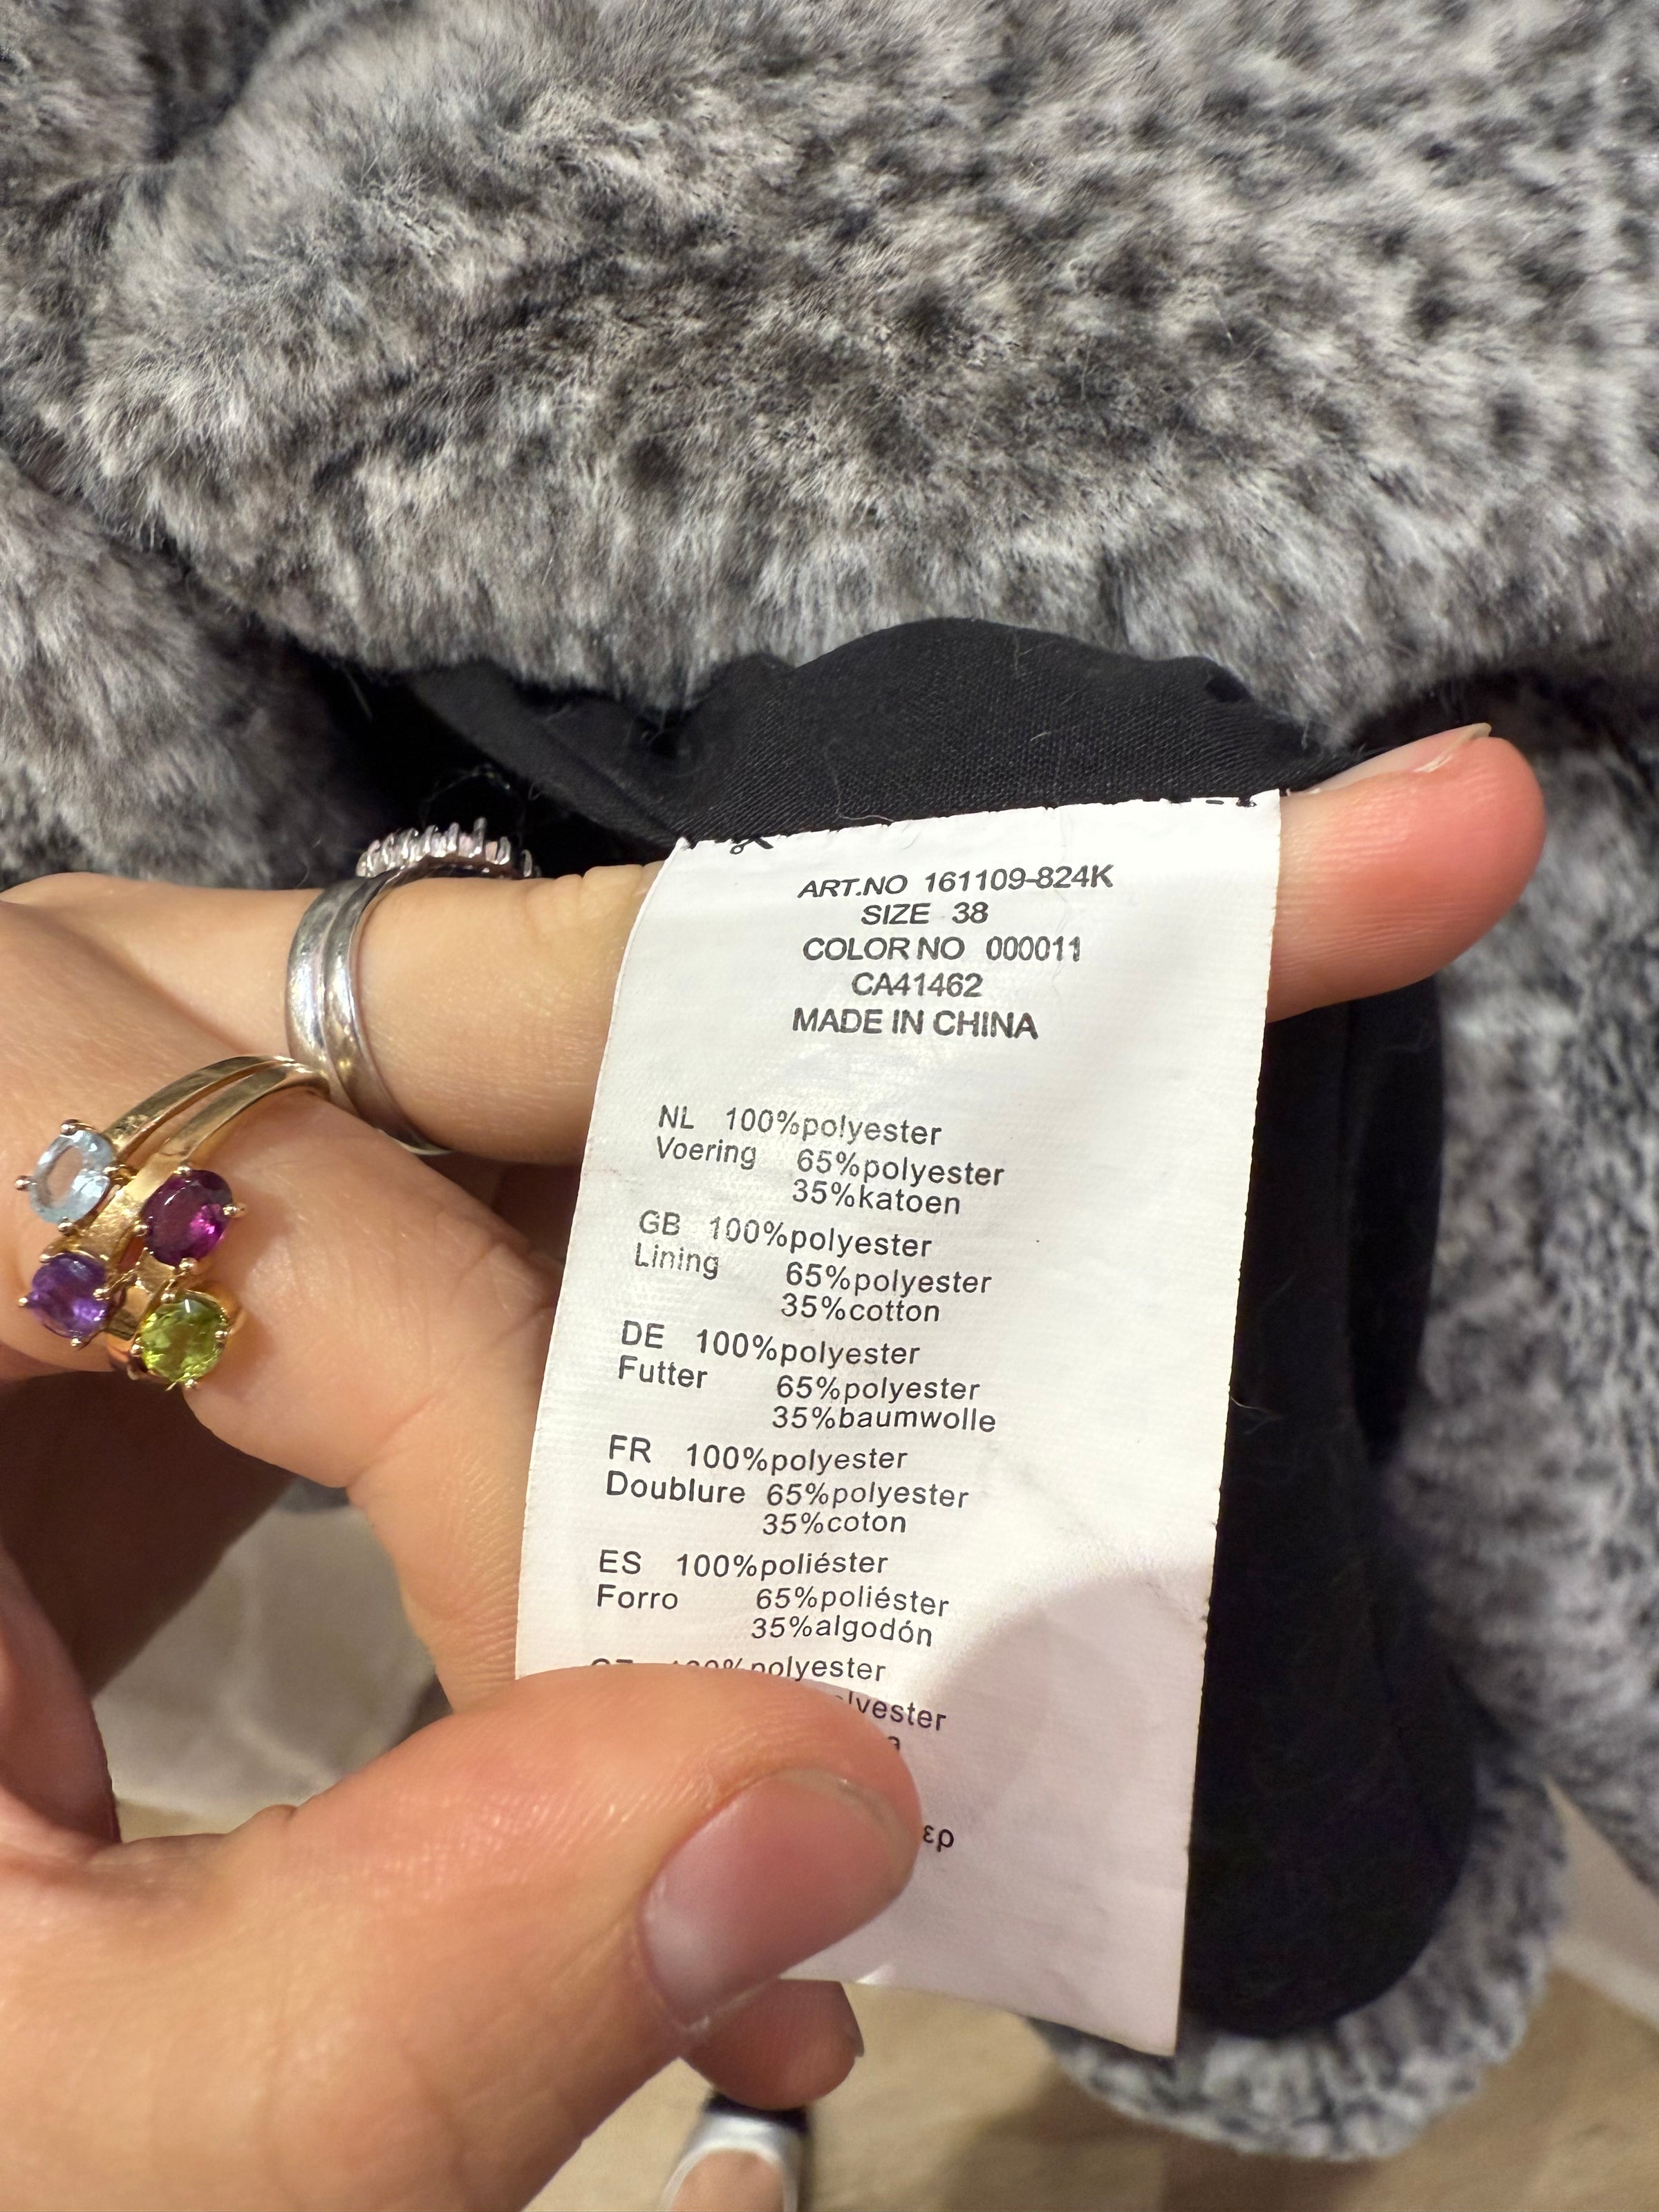 ART.NO 161109-824K
SIZE 38
COLOR NO 000011
CA41462
MADE IN CHINA
NL 100%polyester
Voering 65%polyester
35%katoen
GB 100%polyester
Lining 65%polyester
35%cotton
DE 100%polyester
Futter 65%polyester
35%baumwolle
FR 100%polyester
Doublure 65%polyester
35%coton
ES 100%poliéster
Forro 65%poliéster
35%algodón
polyester